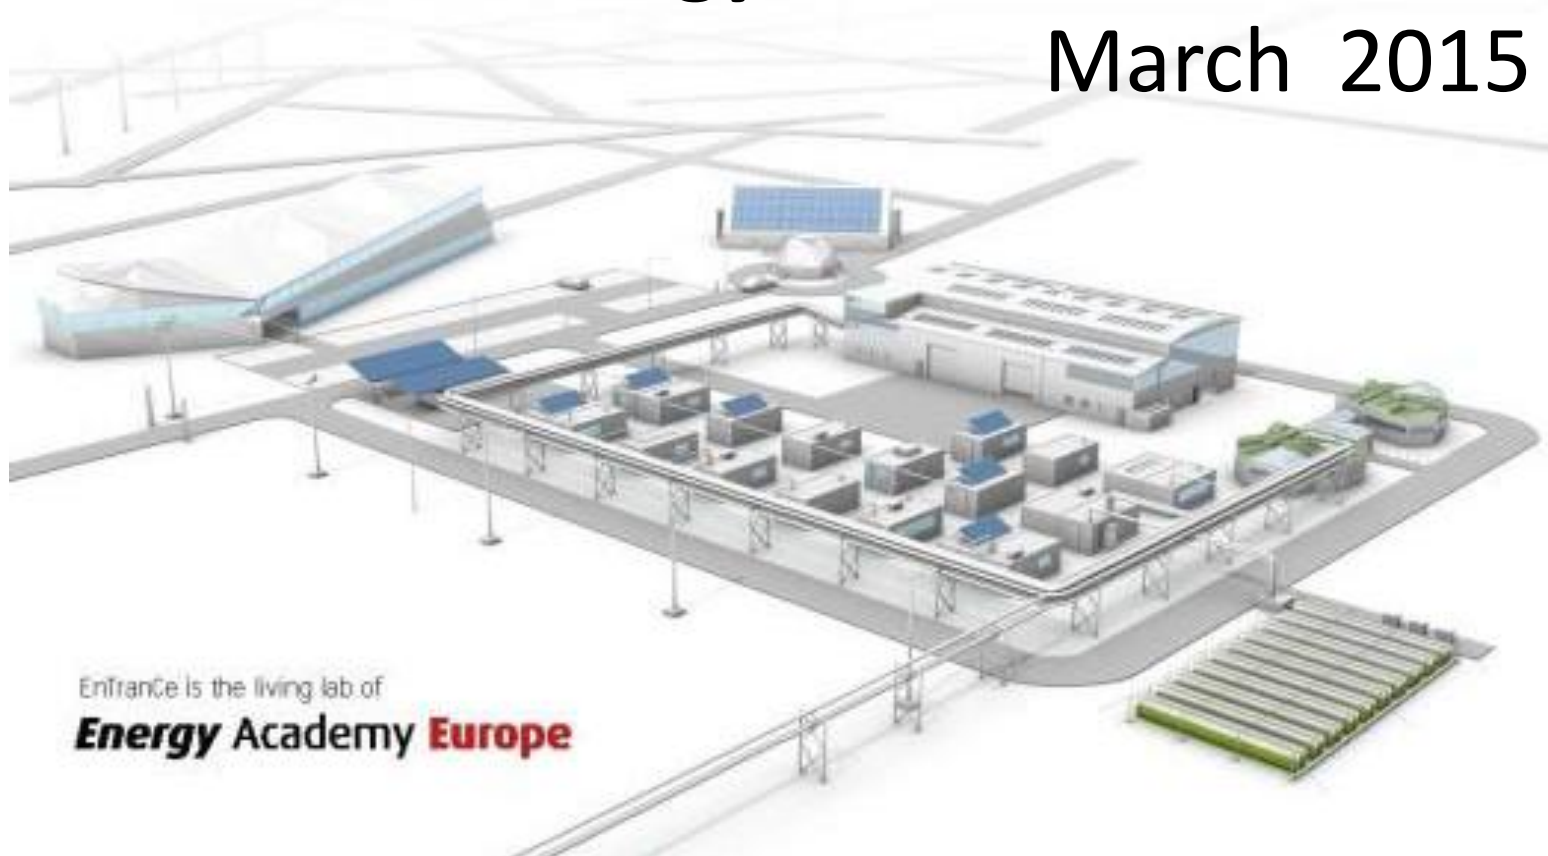 March 2015
EnTranCe is the living lab of
Energy Academy Europe